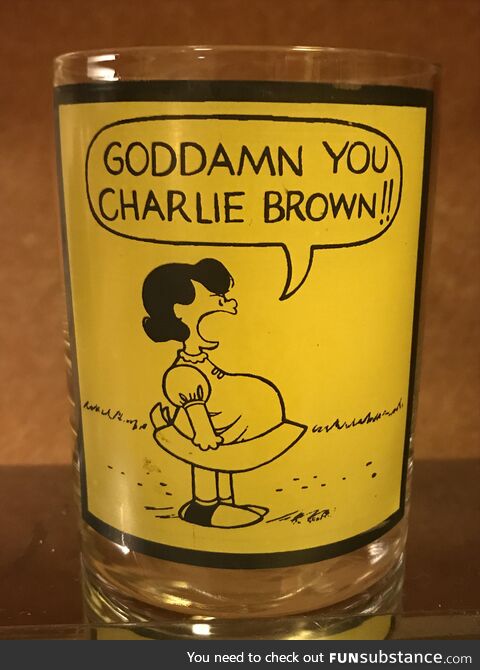 GODDAMN YOU
CHARLIE BROWN!!
You need to check out FUNsubstance.com